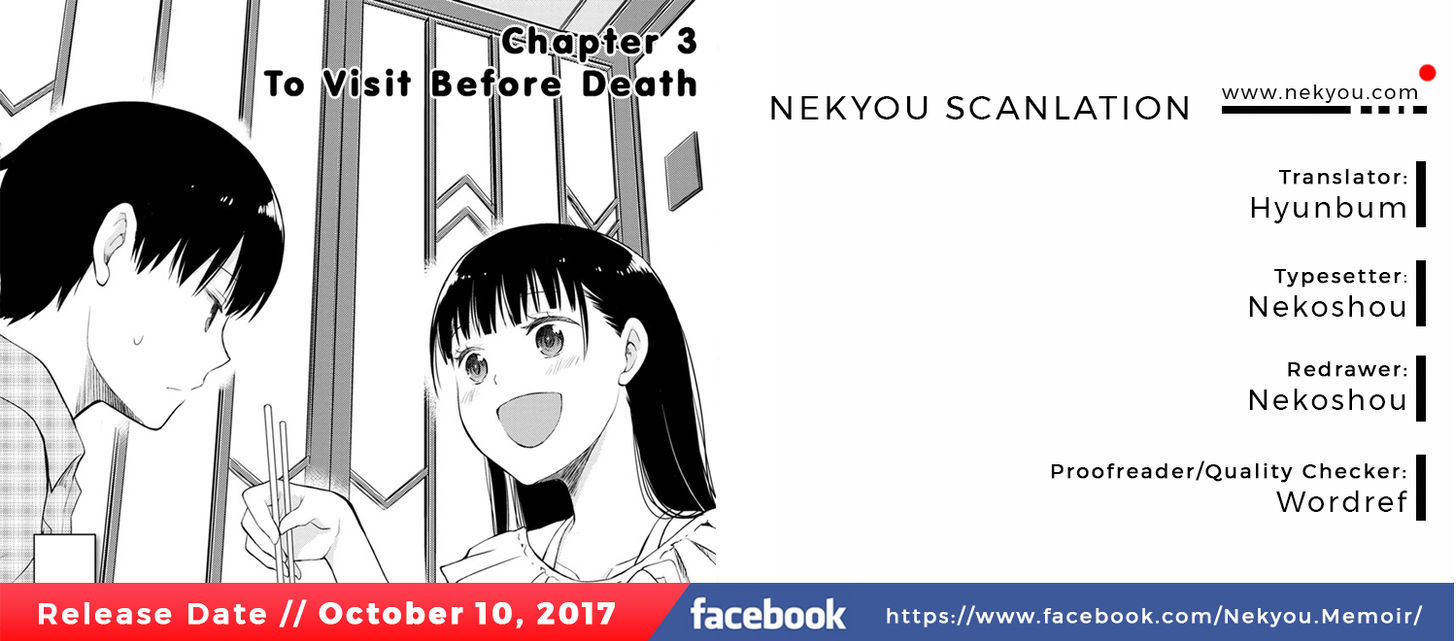 Chapter 3
To Visit Before Death
NEKYOU SCANLATION
www.nekyou.com
Translator:
Hyunbum
Typesetter:
Nekoshou
Redrawer:
Nekoshou
Proofreader/Quality Checker:
Wordref
Release Date // October 10, 2017
facebook
https://www.facebook.com/Nekyou.Memoir/